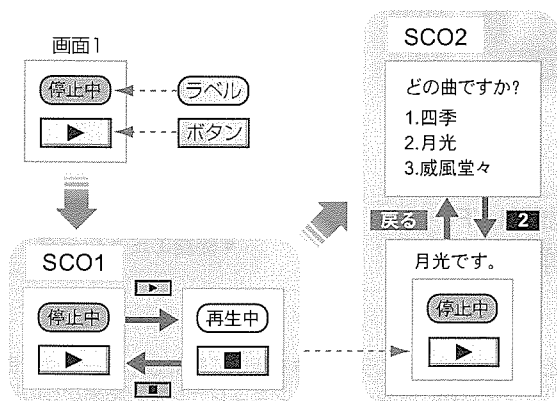 画面1
停止中
ラベル
ボタン
SCO1
停止中
再生中
SCO2
どの曲ですか?
1.四季
2.月光
3.威風堂々
戻る
2
月光です。
停止中